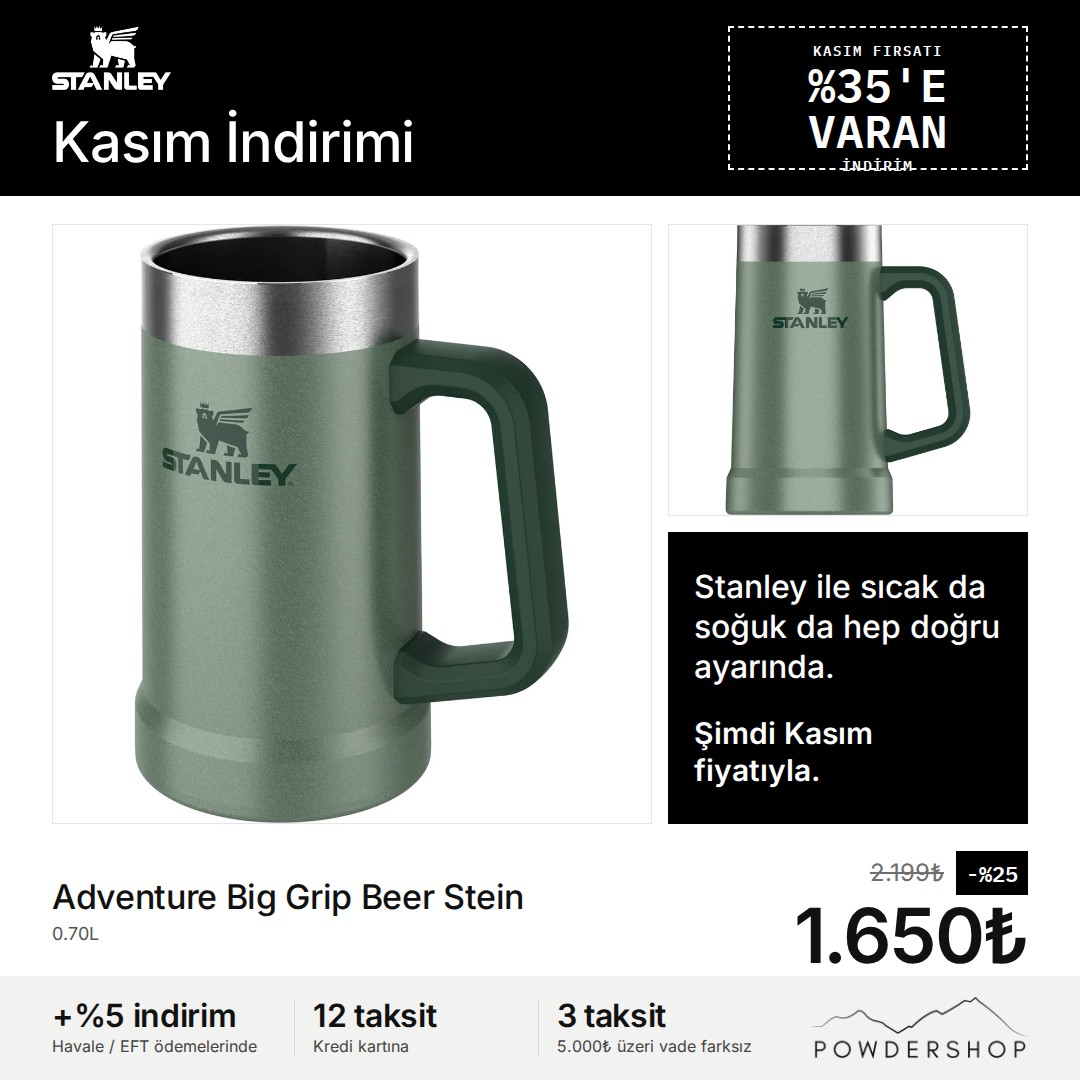 STANLEY
Kasım İndirimi
KASIM FIRSATI
%35'E
VARAN
İNDİRİM
STANLEY
STANLEY
Stanley ile sıcak da
soğuk da hep doğru
ayarında.
Şimdi Kasım
fiyatıyla.
Adventure Big Grip Beer Stein
0.70L
2.199₺
-%25
1.650₺
+%5 indirim
Havale / EFT ödemelerinde
12 taksit
Kredi kartına
3 taksit
5.000₺ üzeri vade farksız
POWDERSHOP